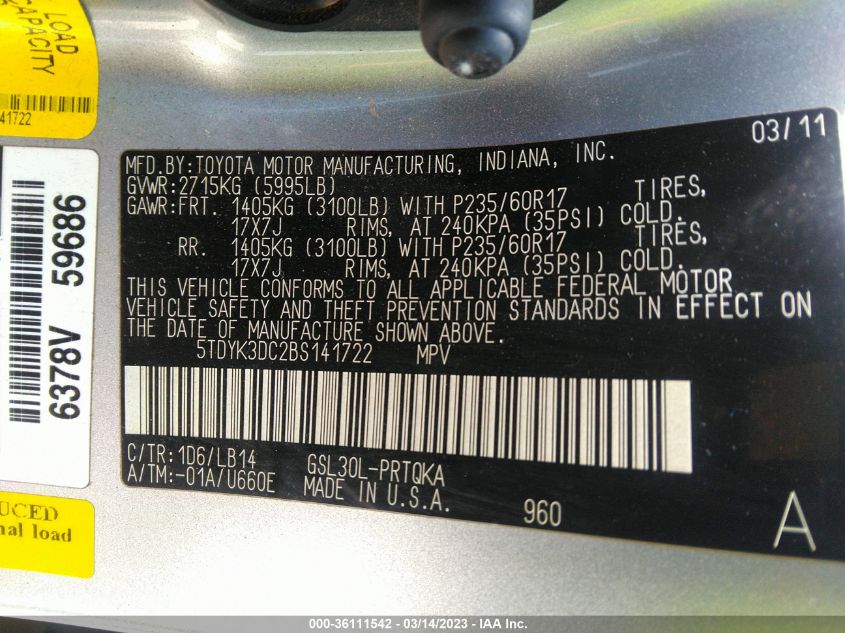 LOAD
CAPACITY
41722
6378V 59686
UCED
nal load
03/11
MFD.BY:TOYOTA MOTOR MANUFACTURING, INDIANA, INC.
GVWR:2715KG (5995LB)
GAWR:FRT. 1405KG (3100LB) WITH P235/60R17 TIRES,
17X7J RIMS, AT 240KPA (35PSI) COLD.
RR. 1405KG (3100LB) WITH P235/60R17 TIRES,
17X7J RIMS, AT 240KPA (35PSI) COLD.
THIS VEHICLE CONFORMS TO ALL APPLICABLE FEDERAL MOTOR
VEHICLE SAFETY AND THEFT PREVENTION STANDARDS IN EFFECT ON
THE DATE OF MANUFACTURE SHOWN ABOVE.
5TDYK3DC2BS141722 MPV
C/TR:1D6/LB14 GSL30L-PRTQKA
A/TM:-01A/U660E MADE IN U.S.A.
960
A
000-36111542 - 03/14/2023 - IAA Inc.